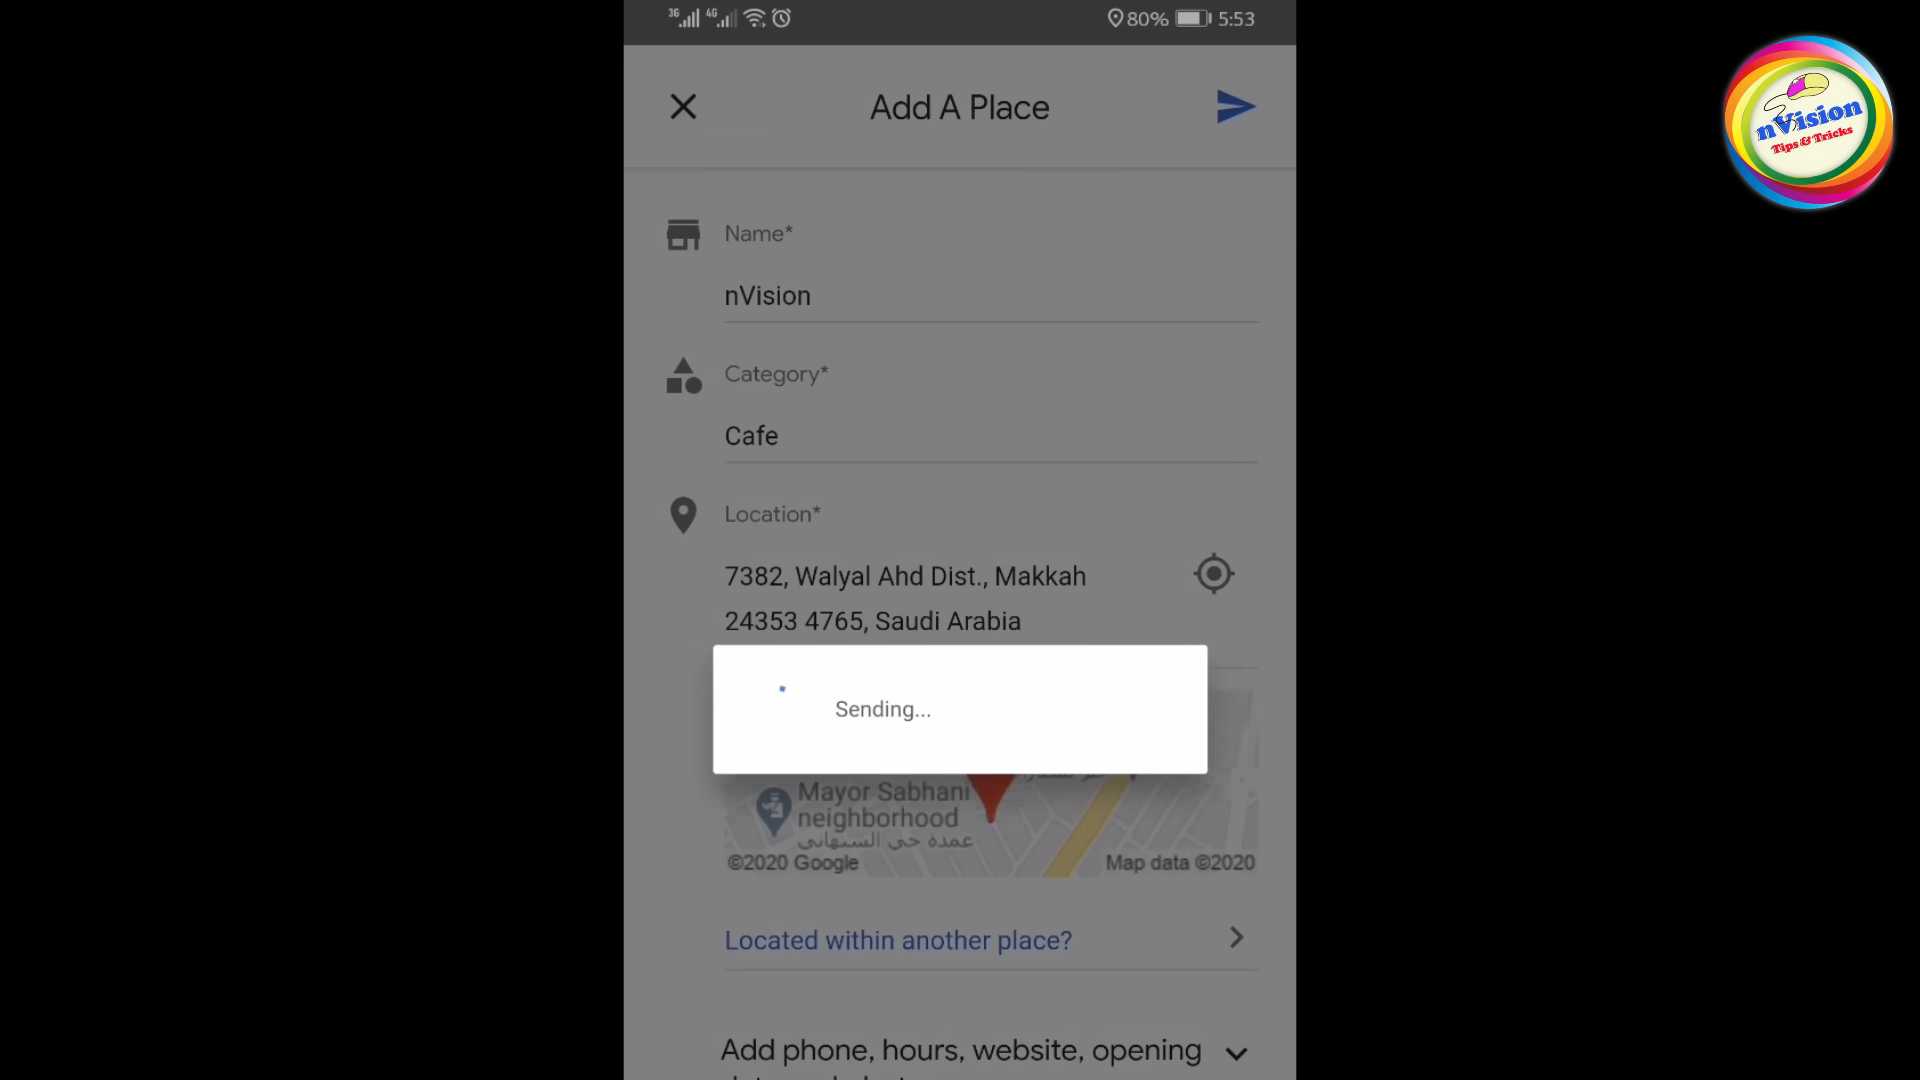 3G 4G 80% 5:53
Add A Place
nVision
Tips & Tricks
Name*
nVision
Category*
Cafe
Location*
7382, Walyal Ahd Dist., Makkah
24353 4765, Saudi Arabia
Sending...
Mayor Sabhani
neighborhood
عمدة حي السبهاني
©2020 Google
Map data ©2020
Located within another place?
Add phone, hours, website, opening